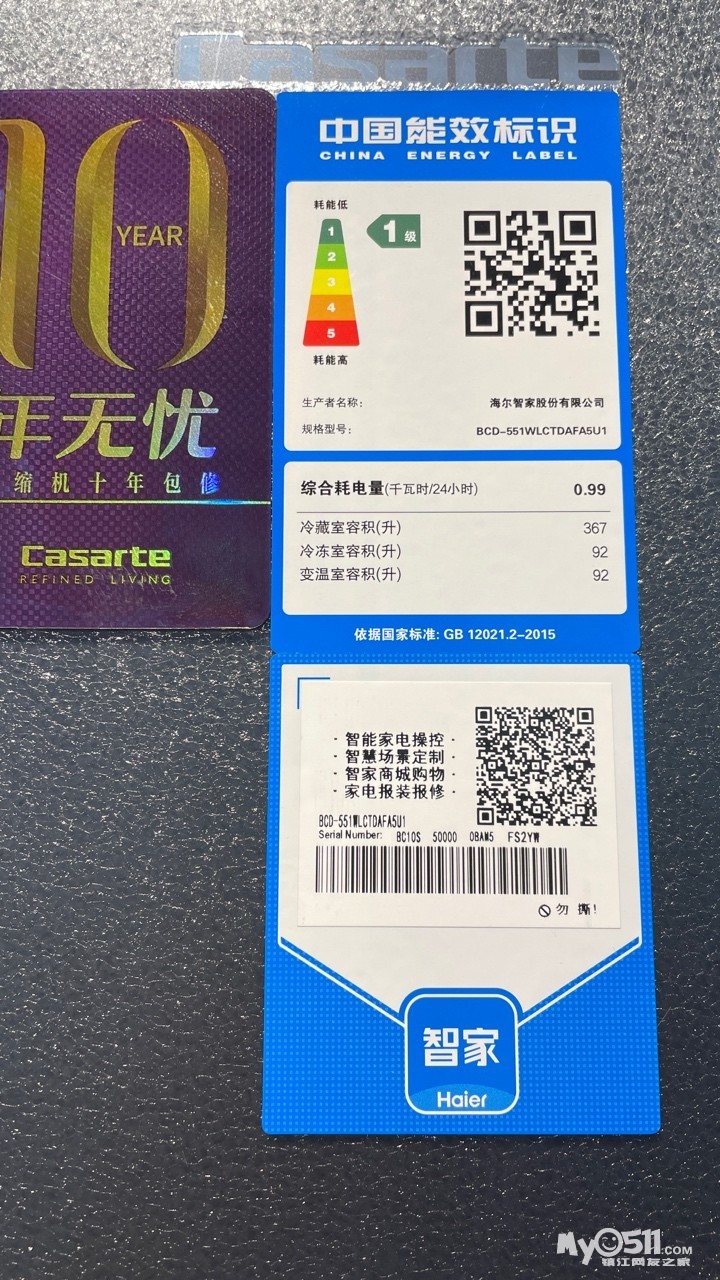 Casarte
10
YEAR
年无忧
缩机十年包修
Casarte
REFINED LIVING
中国能效标识
CHINA ENERGY LABEL
耗能低
1
2
3
4
5
1级
耗能高
生产者名称: 海尔智家股份有限公司
规格型号: BCD-551WLCTDAFA5U1
综合耗电量(千瓦时/24小时) 0.99
冷藏室容积(升) 367
冷冻室容积(升) 92
变温室容积(升) 92
依据国家标准: GB 12021.2-2015
· 智能家电操控 ·
· 智慧场景定制 ·
· 智家商城购物 ·
· 家电报装报修 ·
BCD-551WLCTDAFA5U1
Serial Number: BC10S 50000 0BAM5 FS2YW
勿 撕!
智家
Haier
My0511.COM
镇江网友之家